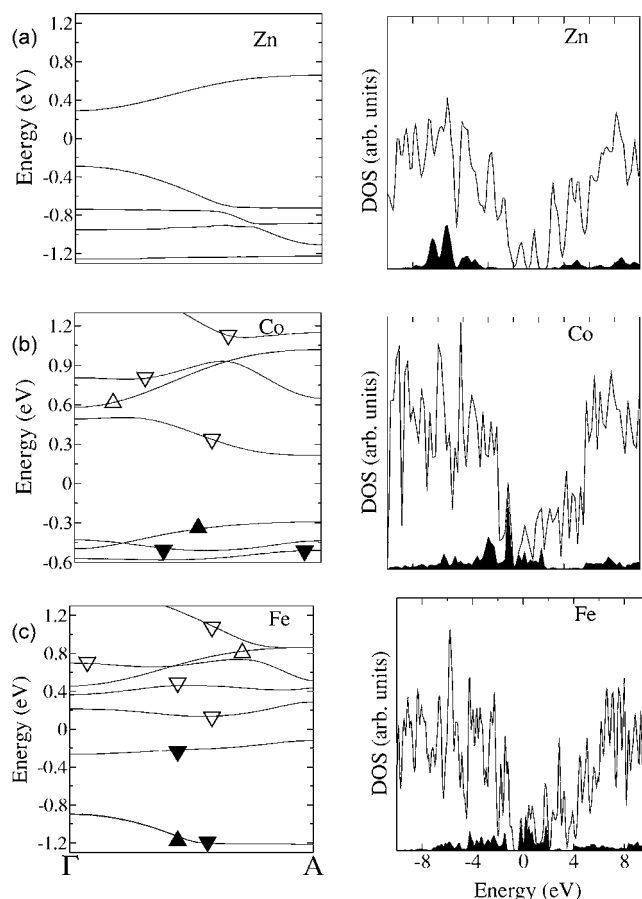 (a)
Energy (eV)
1.2
0.6
0
-0.4
-0.8
-1.2
Zn
DOS (arb. units)
Zn
(b)
Energy (eV)
1.2
0.9
0.6
0.3
0
-0.3
-0.6
Co
DOS (arb. units)
Co
(c)
Energy (eV)
1.2
0.8
0.4
0
-0.4
-0.8
-1.2
Fe
Γ
A
DOS (arb. units)
Fe
-8
-4
0
4
8
Energy (eV)